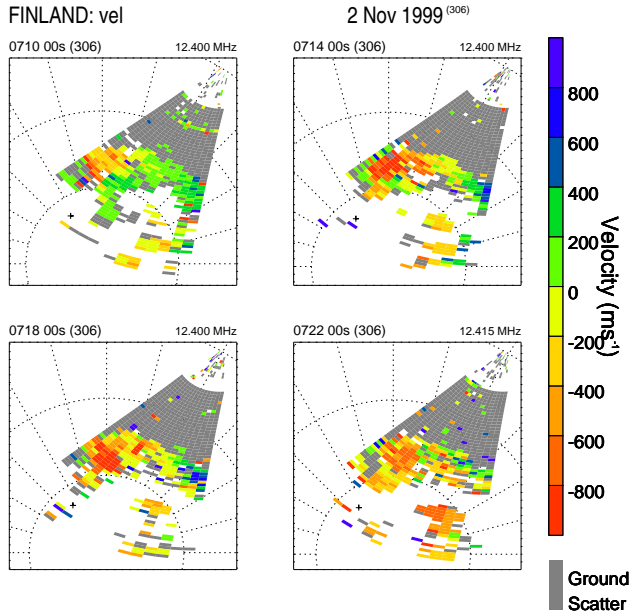 FINLAND: vel
2 Nov 1999 (306)
0710 00s (306)
12.400 MHz
0714 00s (306)
12.400 MHz
0718 00s (306)
12.400 MHz
0722 00s (306)
12.415 MHz
800
600
400
200
0
-200
-400
-600
-800
Velocity (ms⁻¹)
Ground
Scatter